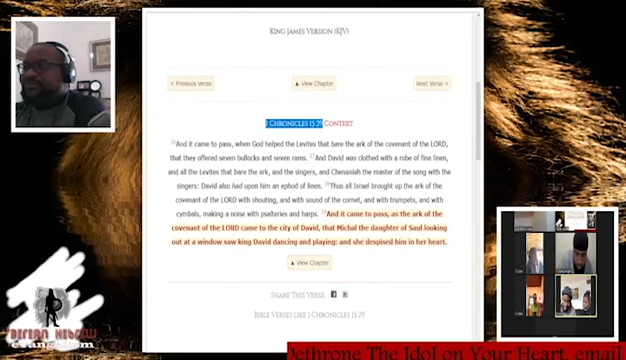 King James Version (KJV)
< Previous Verse
▲ View Chapter
Next Verse >
1 Chronicles 15:29 Context
26And it came to pass, when God helped the Levites that bare the ark of the covenant of the LORD,
that they offered seven bullocks and seven rams. 27And David was clothed with a robe of fine linen,
and all the Levites that bare the ark, and the singers, and Chenaniah the master of the song with the
singers: David also had upon him an ephod of linen. 28Thus all Israel brought up the ark of the
covenant of the LORD with shouting, and with sound of the cornet, and with trumpets, and with
cymbals, making a noise with psalteries and harps. 29And it came to pass, as the ark of the
covenant of the LORD came to the city of David, that Michal the daughter of Saul looking
out at a window saw king David dancing and playing: and she despised him in her heart.
▲ View Chapter
Share This Verse
Bible Verses Like 1 Chronicles 15:29
Berean Hebrew
Dethrone The Idol on Your Heart, email